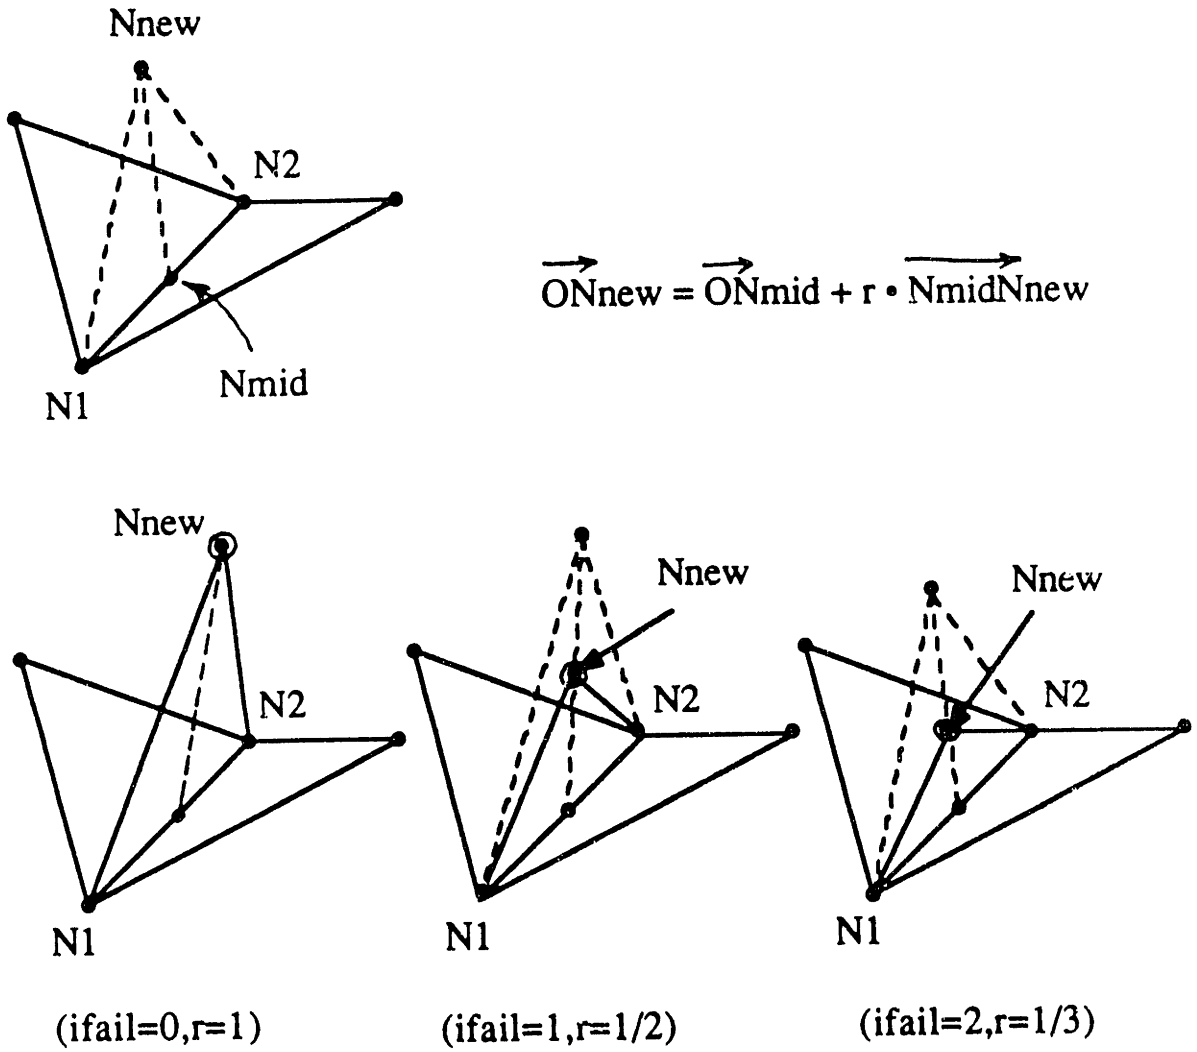 Nnew
N2
ONnew = ONmid + r • NmidNnew
Nmid
N1
Nnew
Nnew
Nnew
N2
N2
N2
N1
N1
N1
(ifail=0,r=1)
(ifail=1,r=1/2)
(ifail=2,r=1/3)